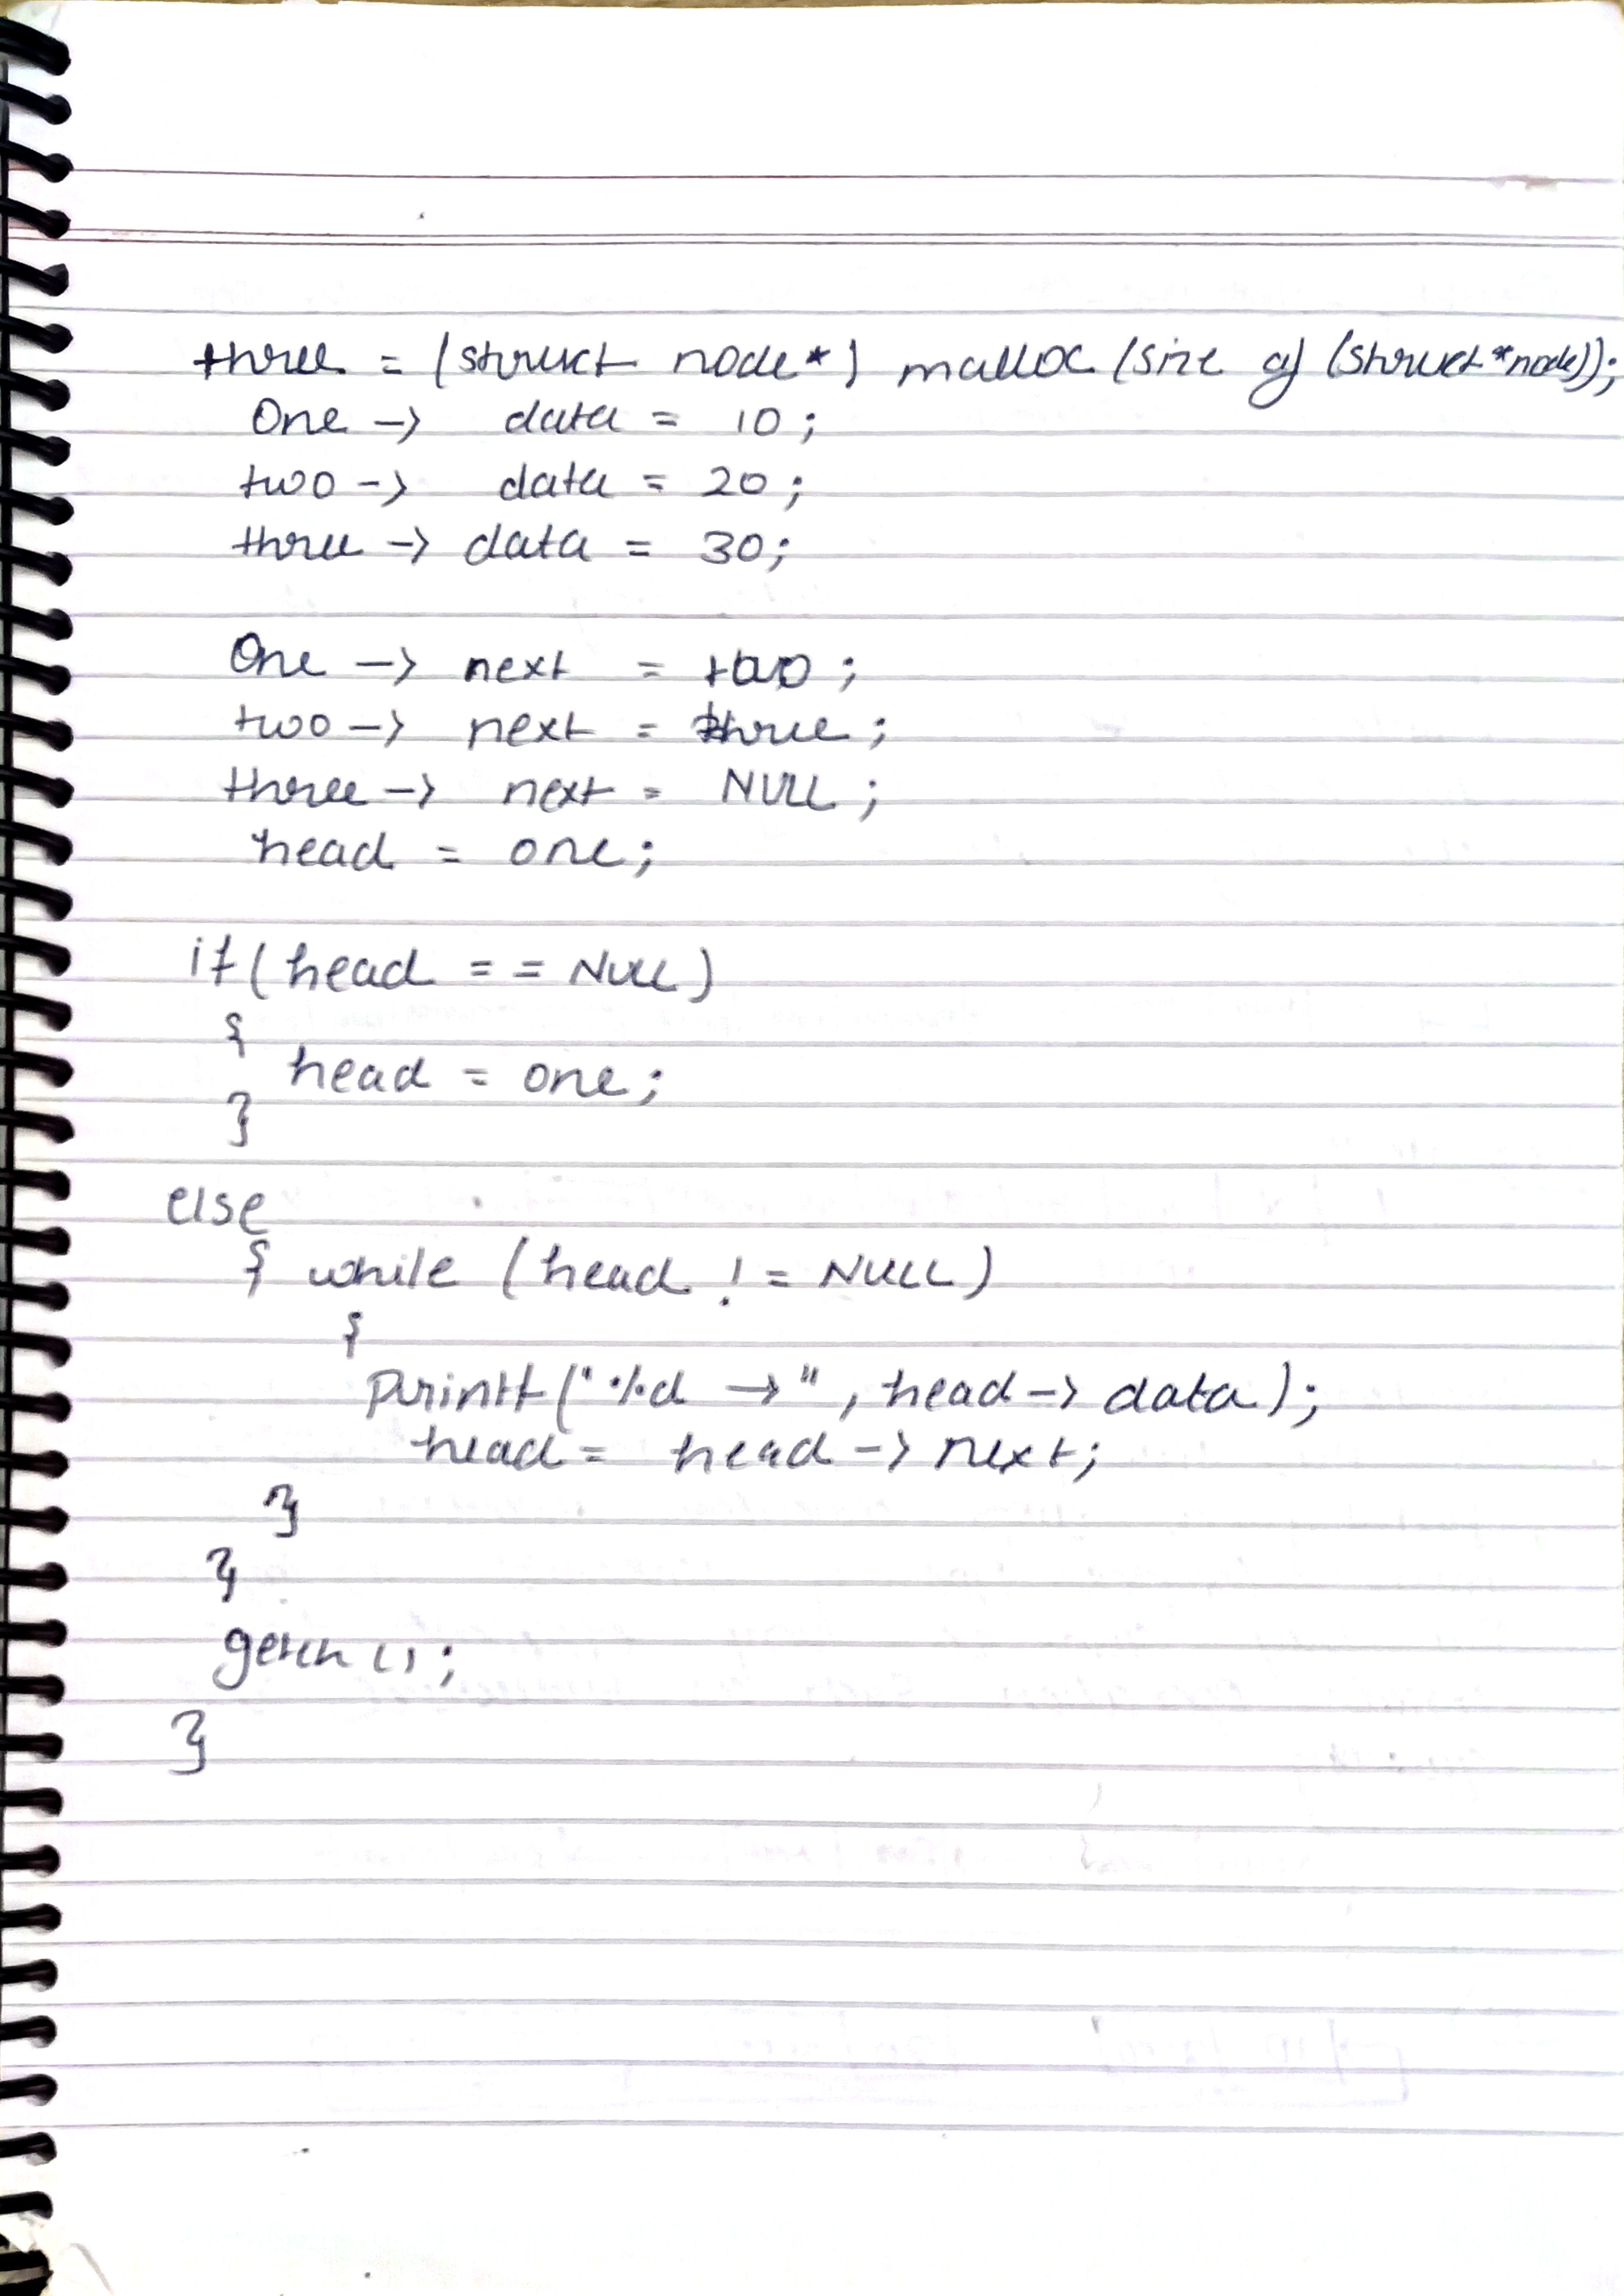 three = (struct node*) malloc (size of (struct *node));
One -> data = 10;
two -> data = 20;
three -> data = 30;
One -> next = two;
two -> next = three;
three -> next = NULL;
head = one;
if (head == NULL)
{
head = one;
}
else
{ while (head != NULL)
{
printf("%d →", head -> data);
head = head -> next;
}
}
getch();
}